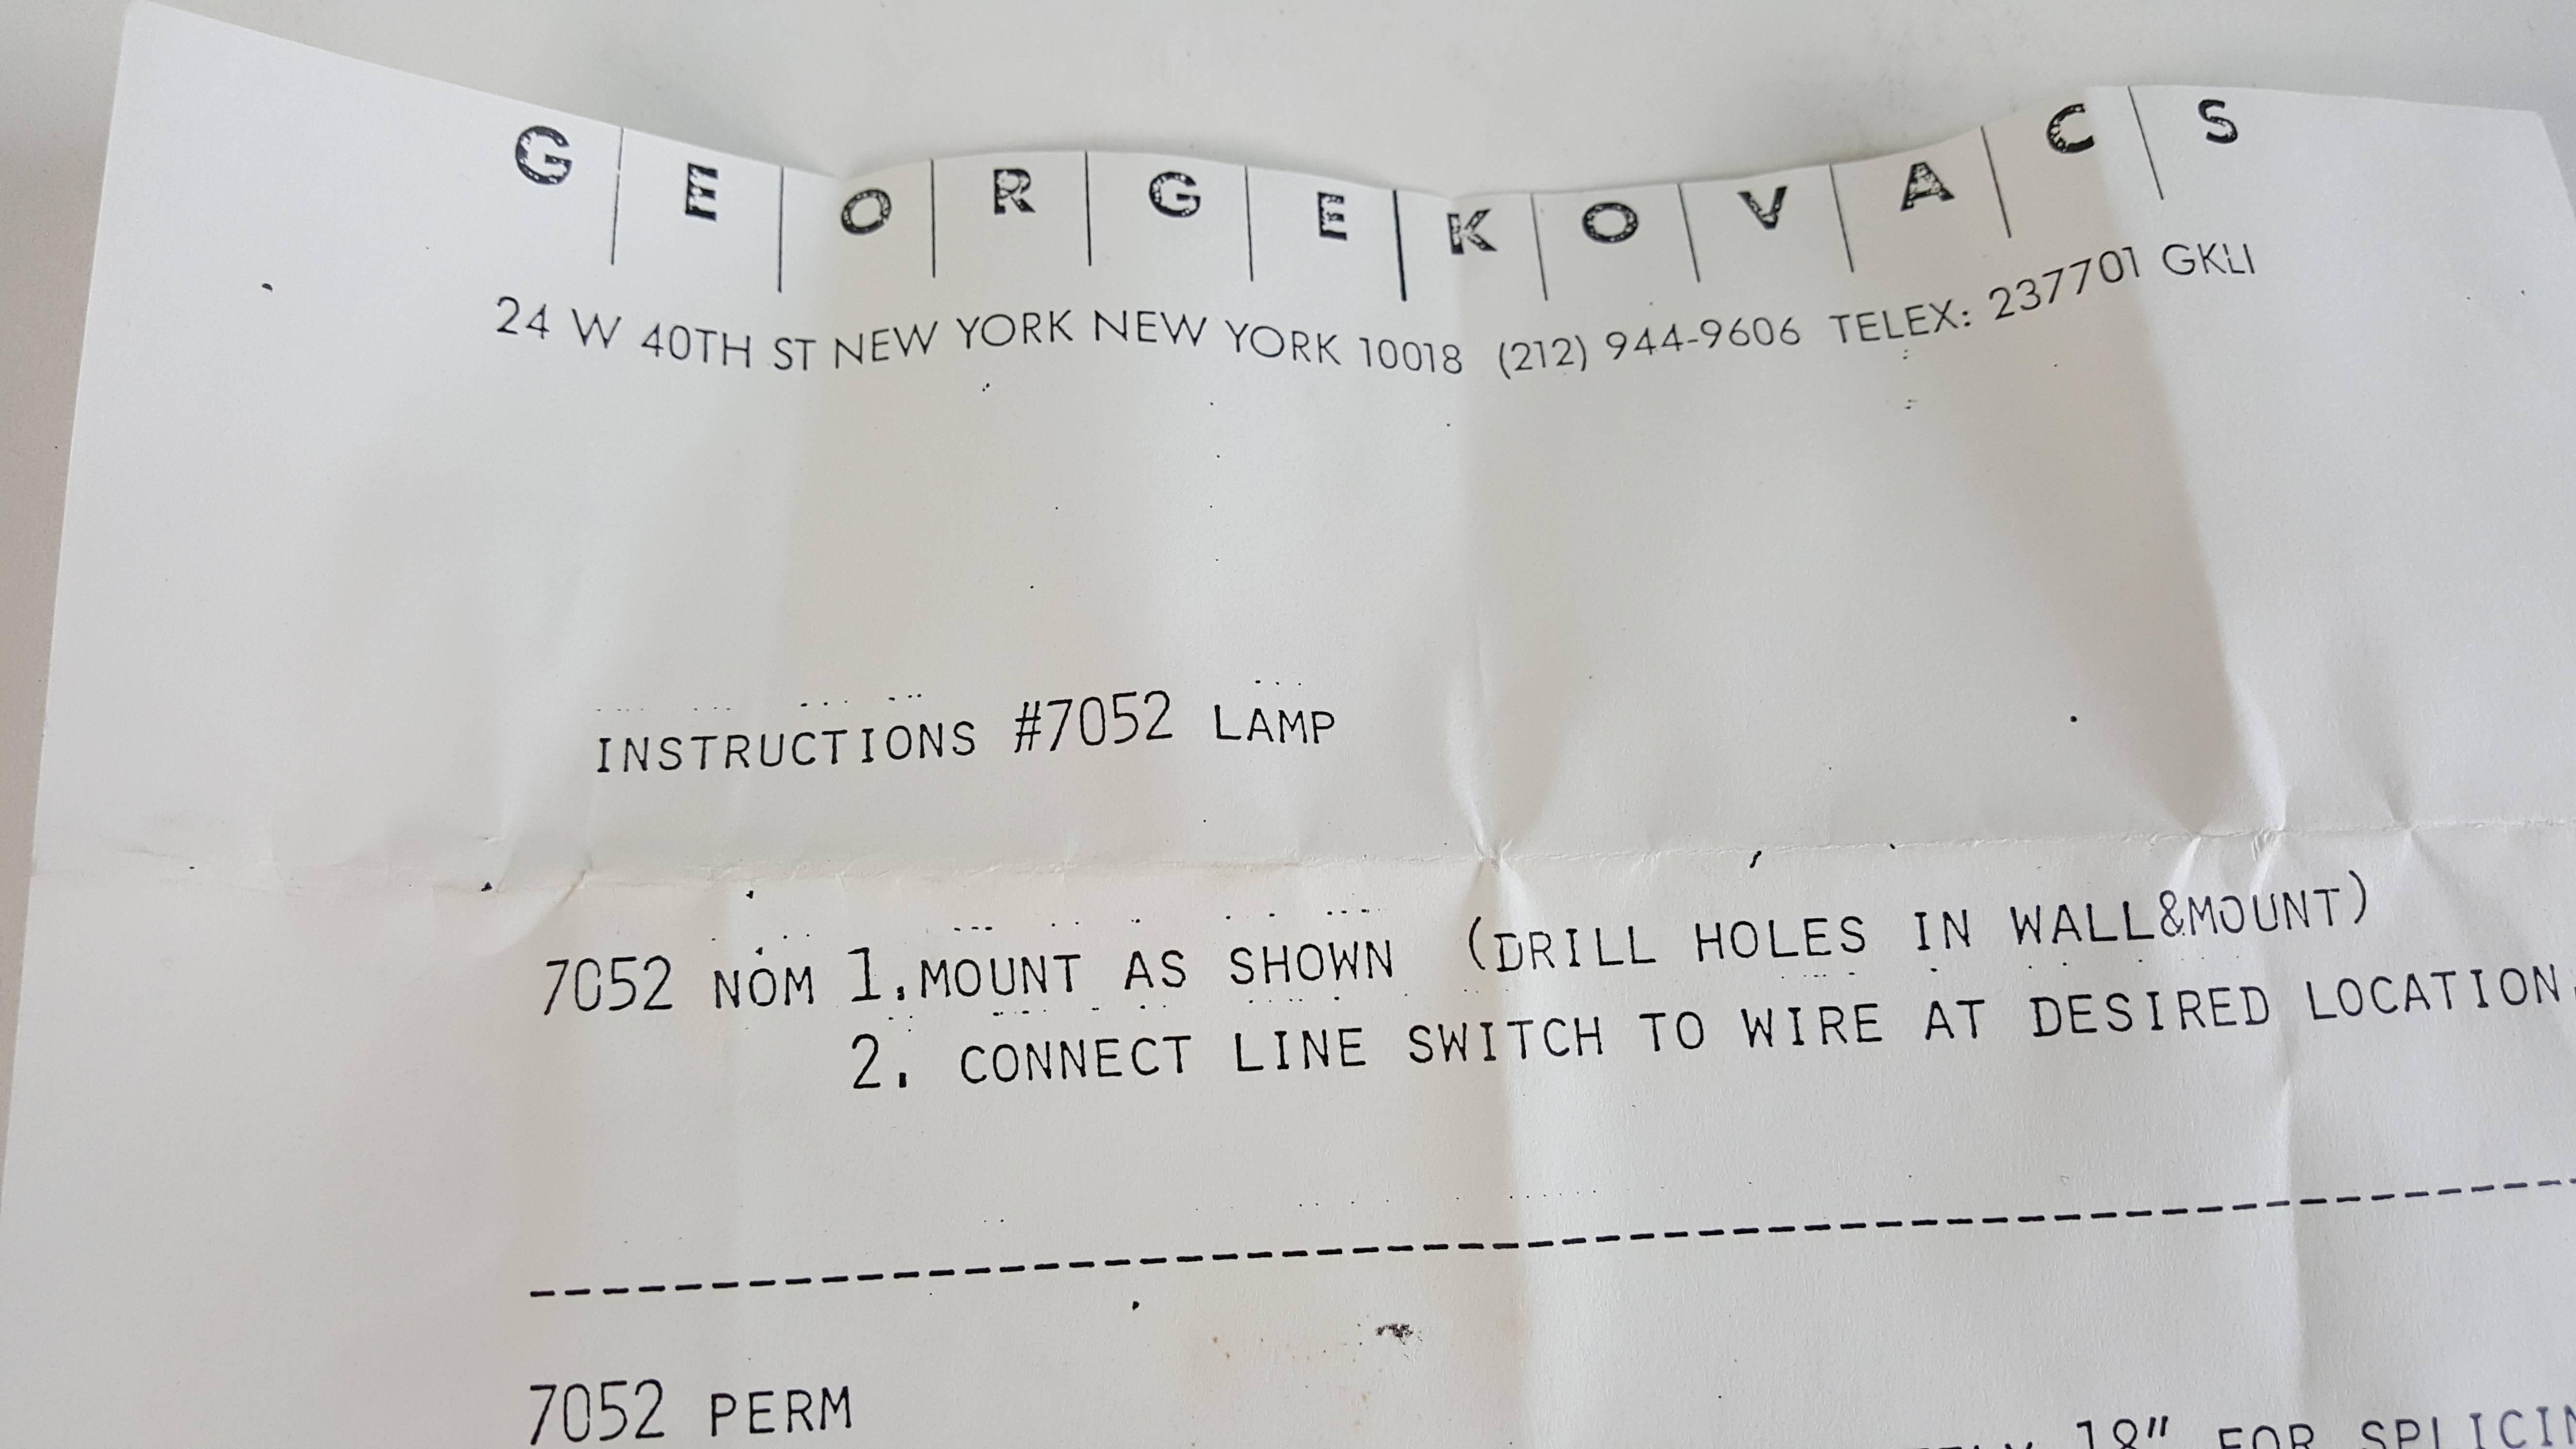 G E O R G E K O V A C S
24 W 40TH ST NEW YORK NEW YORK 10018 (212) 944-9606 TELEX: 237701 GKLI
INSTRUCTIONS #7052 LAMP
7052 NOM 1.MOUNT AS SHOWN (DRILL HOLES IN WALL&MOUNT)
2. CONNECT LINE SWITCH TO WIRE AT DESIRED LOCATION.
7052 PERM
18" FOR